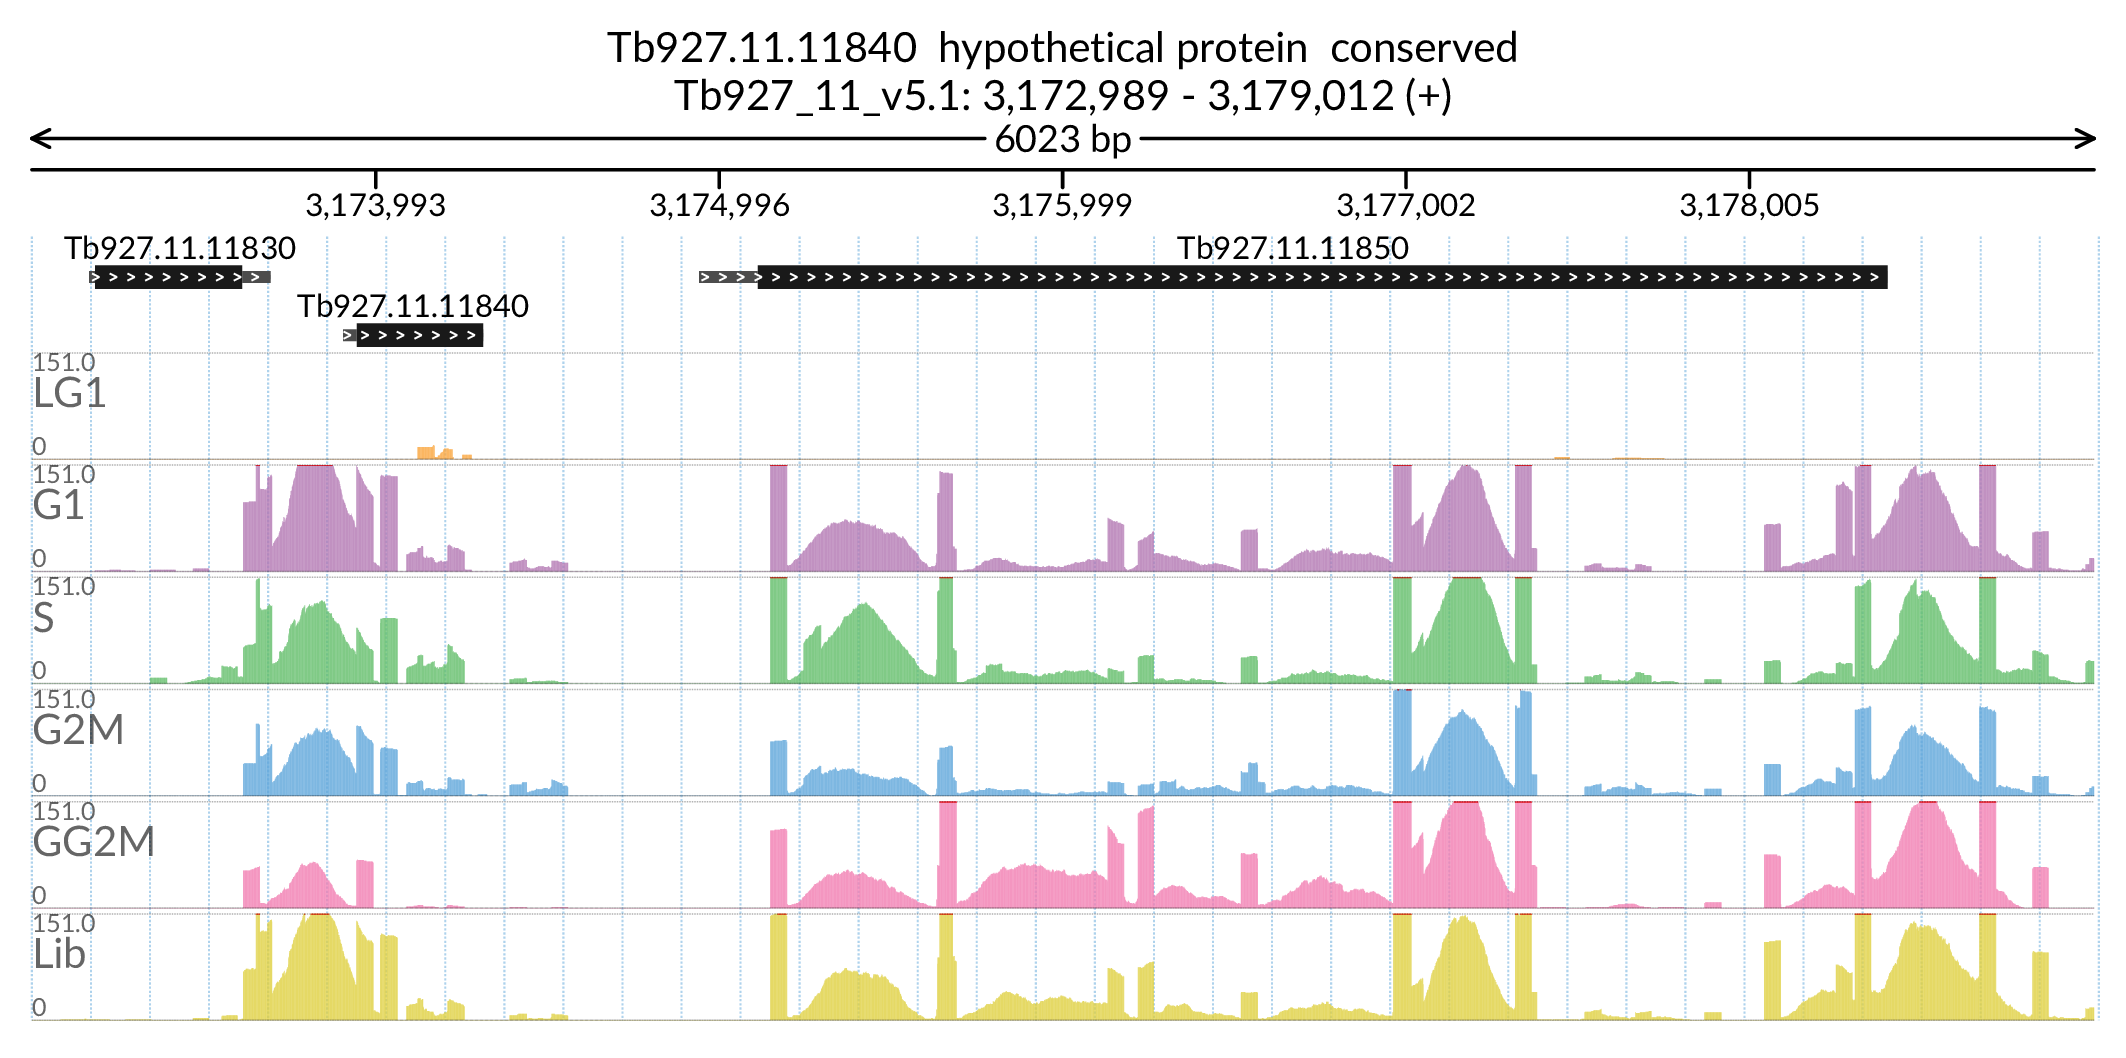 Tb927.11.11840 hypothetical protein conserved
Tb927_11_v5.1: 3,172,989 - 3,179,012 (+)
6023 bp
3,173,993 3,174,996 3,175,999 3,177,002 3,178,005
Tb927.11.11830 Tb927.11.11850
Tb927.11.11840
151.0
LG1
0
151.0
G1
0
151.0
S
0
151.0
G2M
0
151.0
GG2M
0
151.0
Lib
0